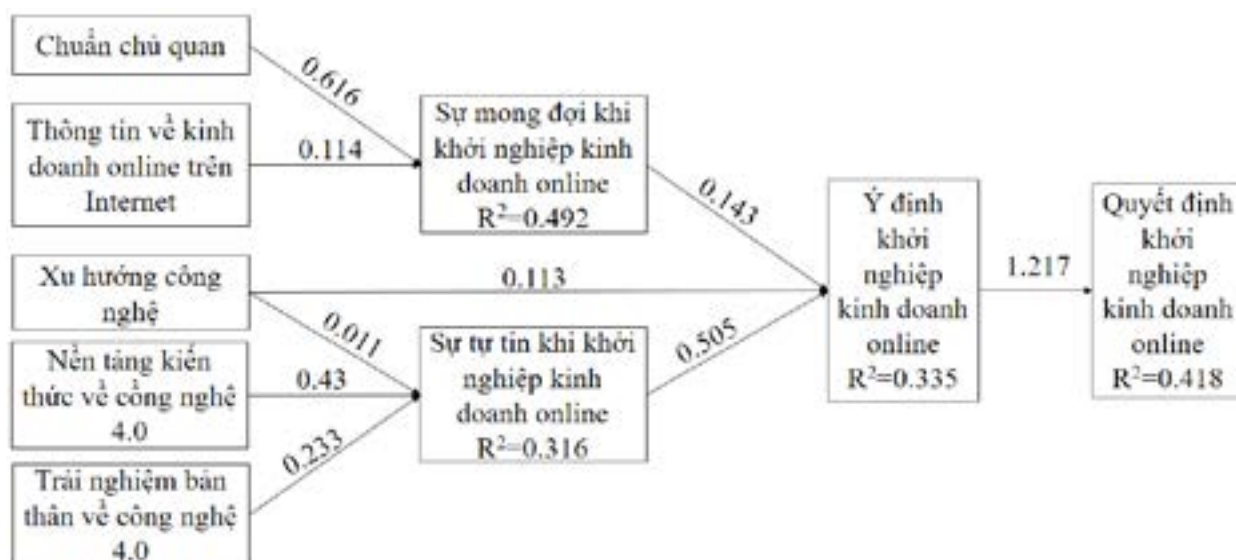 Chuẩn chủ quan
0.616
Thông tin về kinh
doanh online trên
Internet
0.114
Sự mong đợi khi
khởi nghiệp kinh
doanh online
R²=0.492
0.143
Xu hướng công
nghệ
0.113
0.011
Nền tảng kiến
thức về công nghệ
4.0
0.43
Trải nghiệm bản
thân về công nghệ
4.0
0.233
Sự tự tin khi khởi
nghiệp kinh
doanh online
R²=0.316
0.505
Ý định
khởi
nghiệp
kinh doanh
online
R²=0.335
1.217
Quyết định
khởi
nghiệp
kinh doanh
online
R²=0.418